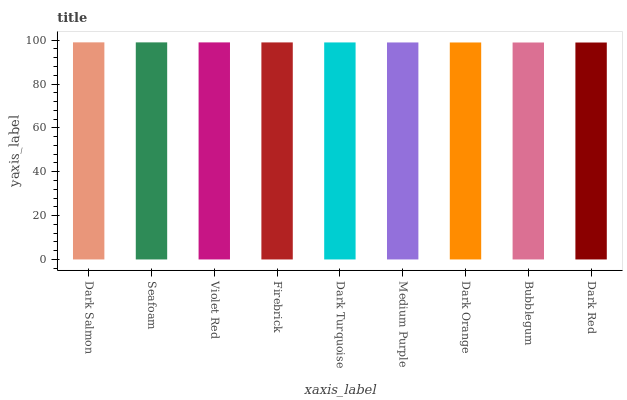 title
yaxis_label
100
80
60
40
20
0
Dark Salmon
Seafoam
Violet Red
Firebrick
Dark Turquoise
Medium Purple
Dark Orange
Bubblegum
Dark Red
xaxis_label